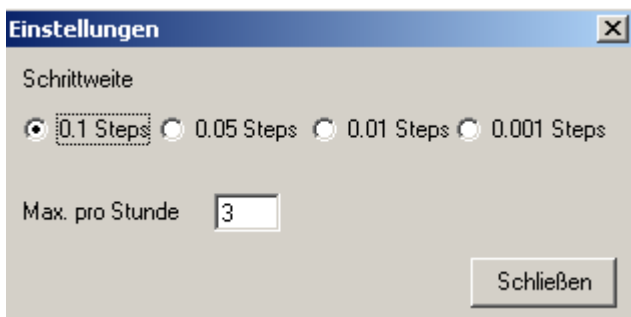 Einstellungen
Schrittweite
0.1 Steps 0.05 Steps 0.01 Steps 0.001 Steps
Max. pro Stunde 3
Schließen